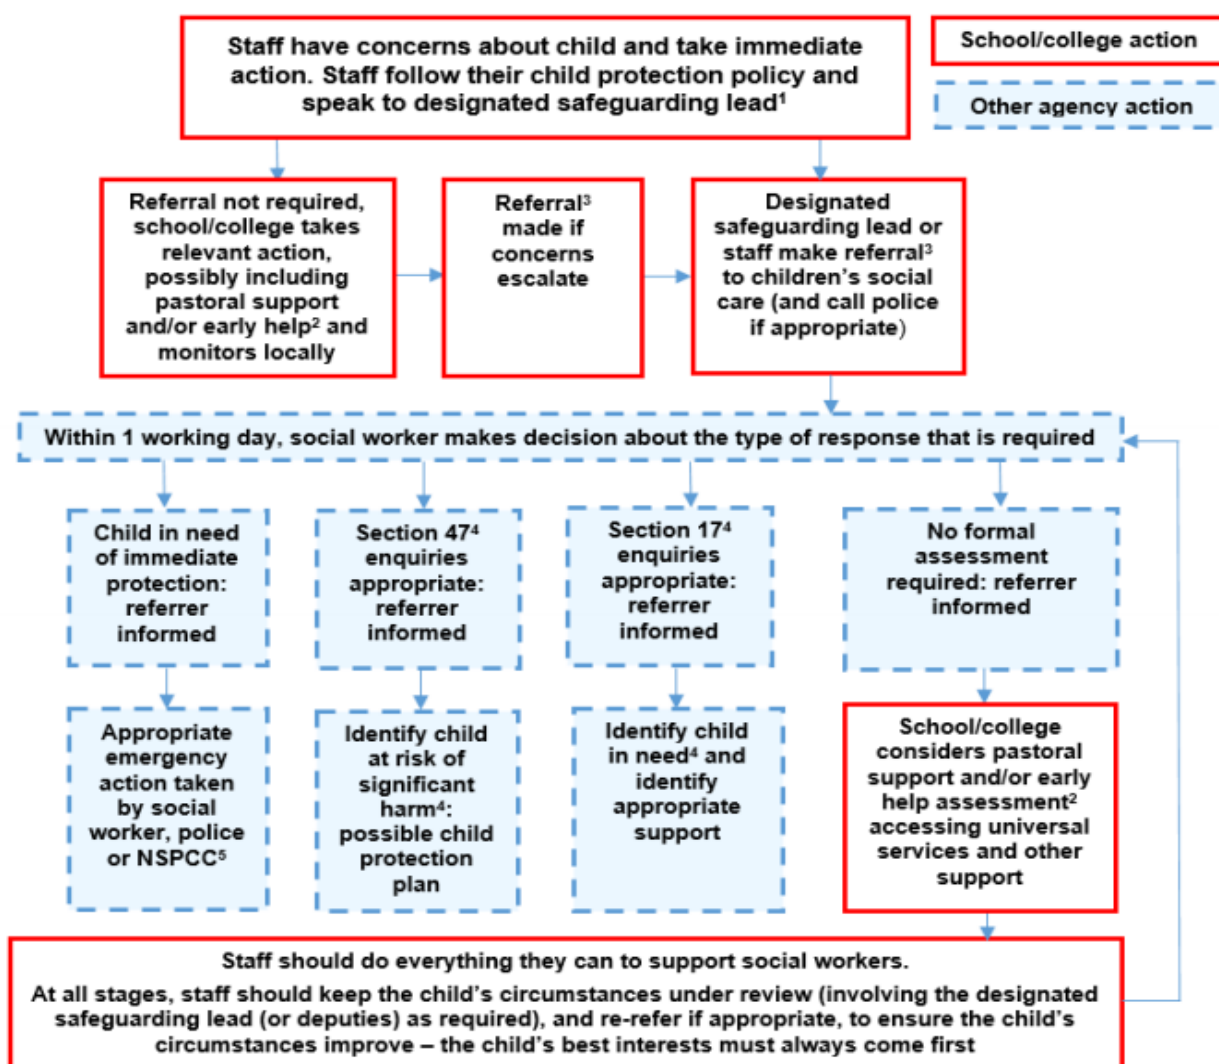 Staff have concerns about child and take immediate
action. Staff follow their child protection policy and
speak to designated safeguarding lead¹
School/college action
Other agency action
Referral not required,
school/college takes
relevant action,
possibly including
pastoral support
and/or early help² and
monitors locally
Referral³
made if
concerns
escalate
Designated
safeguarding lead or
staff make referral³
to children’s social
care (and call police
if appropriate)
Within 1 working day, social worker makes decision about the type of response that is required
Child in need
of immediate
protection:
referrer
informed
Section 47⁴
enquiries
appropriate:
referrer
informed
Section 17⁴
enquiries
appropriate:
referrer
informed
No formal
assessment
required: referrer
informed
Appropriate
emergency
action taken
by social
worker, police
or NSPCC⁵
Identify child
at risk of
significant
harm⁴:
possible child
protection
plan
Identify child
in need⁴ and
identify
appropriate
support
School/college
considers pastoral
support and/or early
help assessment²
accessing universal
services and other
support
Staff should do everything they can to support social workers.
At all stages, staff should keep the child’s circumstances under review (involving the designated
safeguarding lead (or deputies) as required), and re-refer if appropriate, to ensure the child’s
circumstances improve – the child’s best interests must always come first